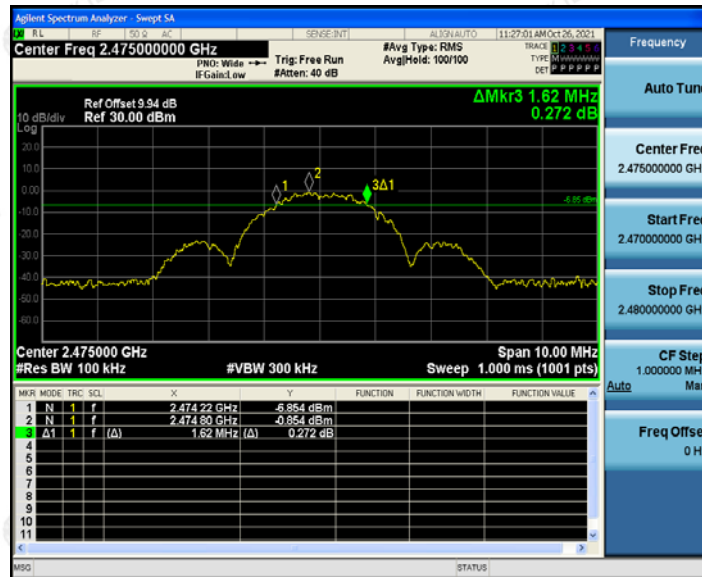 Agilent Spectrum Analyzer - Swept SA
RL RF 50 Ω AC SENSE:INT ALIGN AUTO 11:27:01 AM Oct 26, 2021
Center Freq 2.475000000 GHz
PNO: Wide
IFGain:Low
Trig: Free Run
#Atten: 40 dB
#Avg Type: RMS
Avg|Hold: 100/100
TRACE 1 2 3 4 5 6
TYPE M
DET P P P P P P
Frequency
Auto Tune
Center Freq
2.475000000 GH
Start Freq
2.470000000 GH
Stop Freq
2.480000000 GH
CF Step
1.000000 MH
Auto Man
Freq Offse
0 H
Ref Offset 9.94 dB
Ref 30.00 dBm
10 dB/div
Log
ΔMkr3 1.62 MHz
0.272 dB
20.0
10.0
0.00
-10.0
-20.0
-30.0
-40.0
-50.0
-60.0
1
2
3Δ1
-6.85 dBm
Center 2.475000 GHz
#Res BW 100 kHz
#VBW 300 kHz
Span 10.00 MHz
Sweep 1.000 ms (1001 pts)
MKR MODE TRC SCL X Y FUNCTION FUNCTION WIDTH FUNCTION VALUE
1 N 1 f 2.474 22 GHz -6.854 dBm
2 N 1 f 2.474 80 GHz -0.854 dBm
3 Δ1 1 f (Δ) 1.62 MHz (Δ) 0.272 dB
4
5
6
7
8
9
10
11
MSG
STATUS